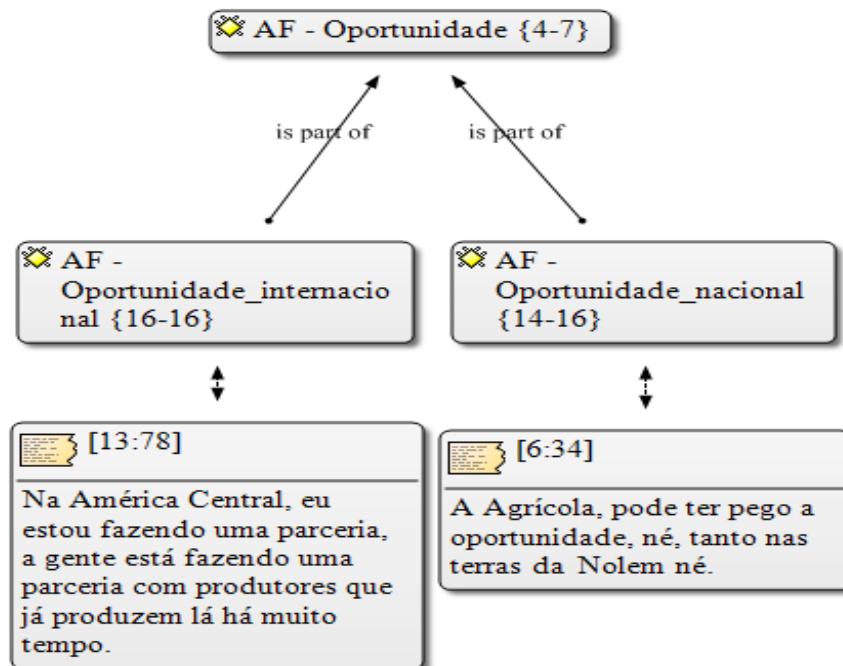 AF - Oportunidade {4-7}
is part of
is part of
AF -
Oportunidade_internacio
nal {16-16}
AF -
Oportunidade_nacional
{14-16}
[13:78]
Na América Central, eu
estou fazendo uma parceria,
a gente está fazendo uma
parceria com produtores que
já produzem lá há muito
tempo.
[6:34]
A Agrícola, pode ter pego a
oportunidade, né, tanto nas
terras da Nolem né.